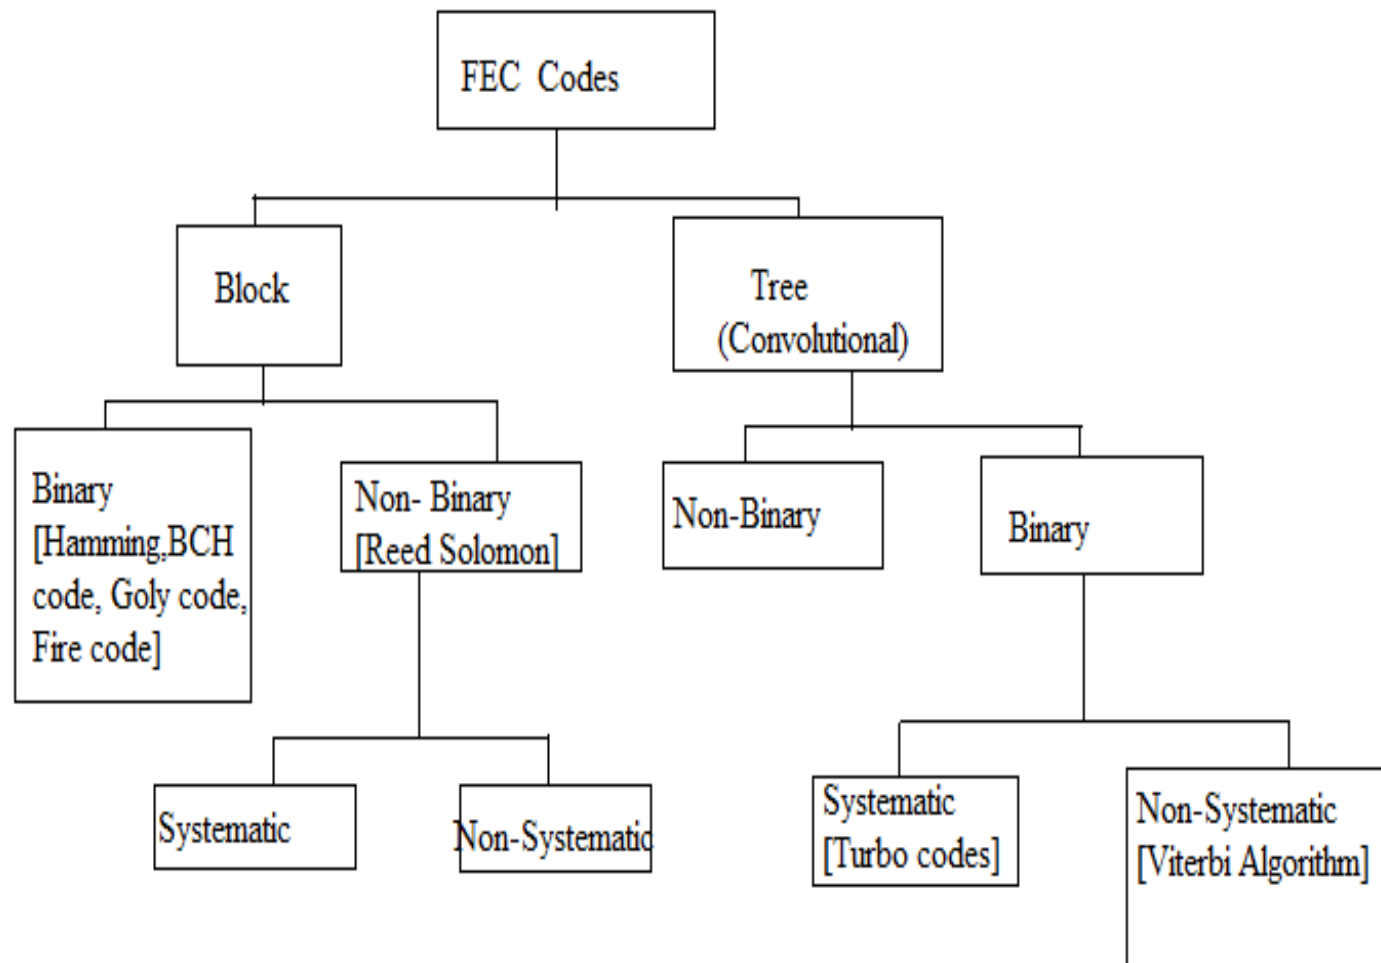 FEC Codes
Block
Tree
(Convolutional)
Binary
[Hamming,BCH
code, Goly code,
Fire code]
Non- Binary
[Reed Solomon]
Non-Binary
Binary
Systematic
Non-Systematic
Systematic
[Turbo codes]
Non-Systematic
[Viterbi Algorithm]